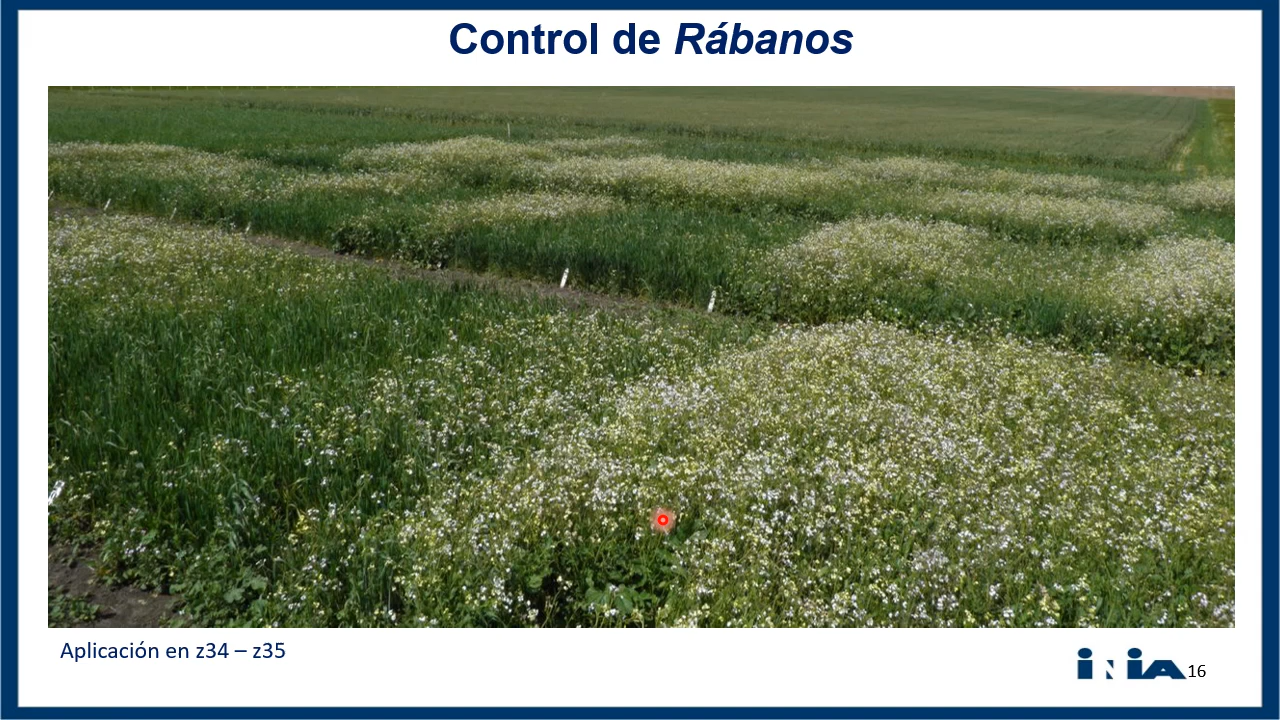 Control de Rábanos
Aplicación en z34 – z35
INIA
16